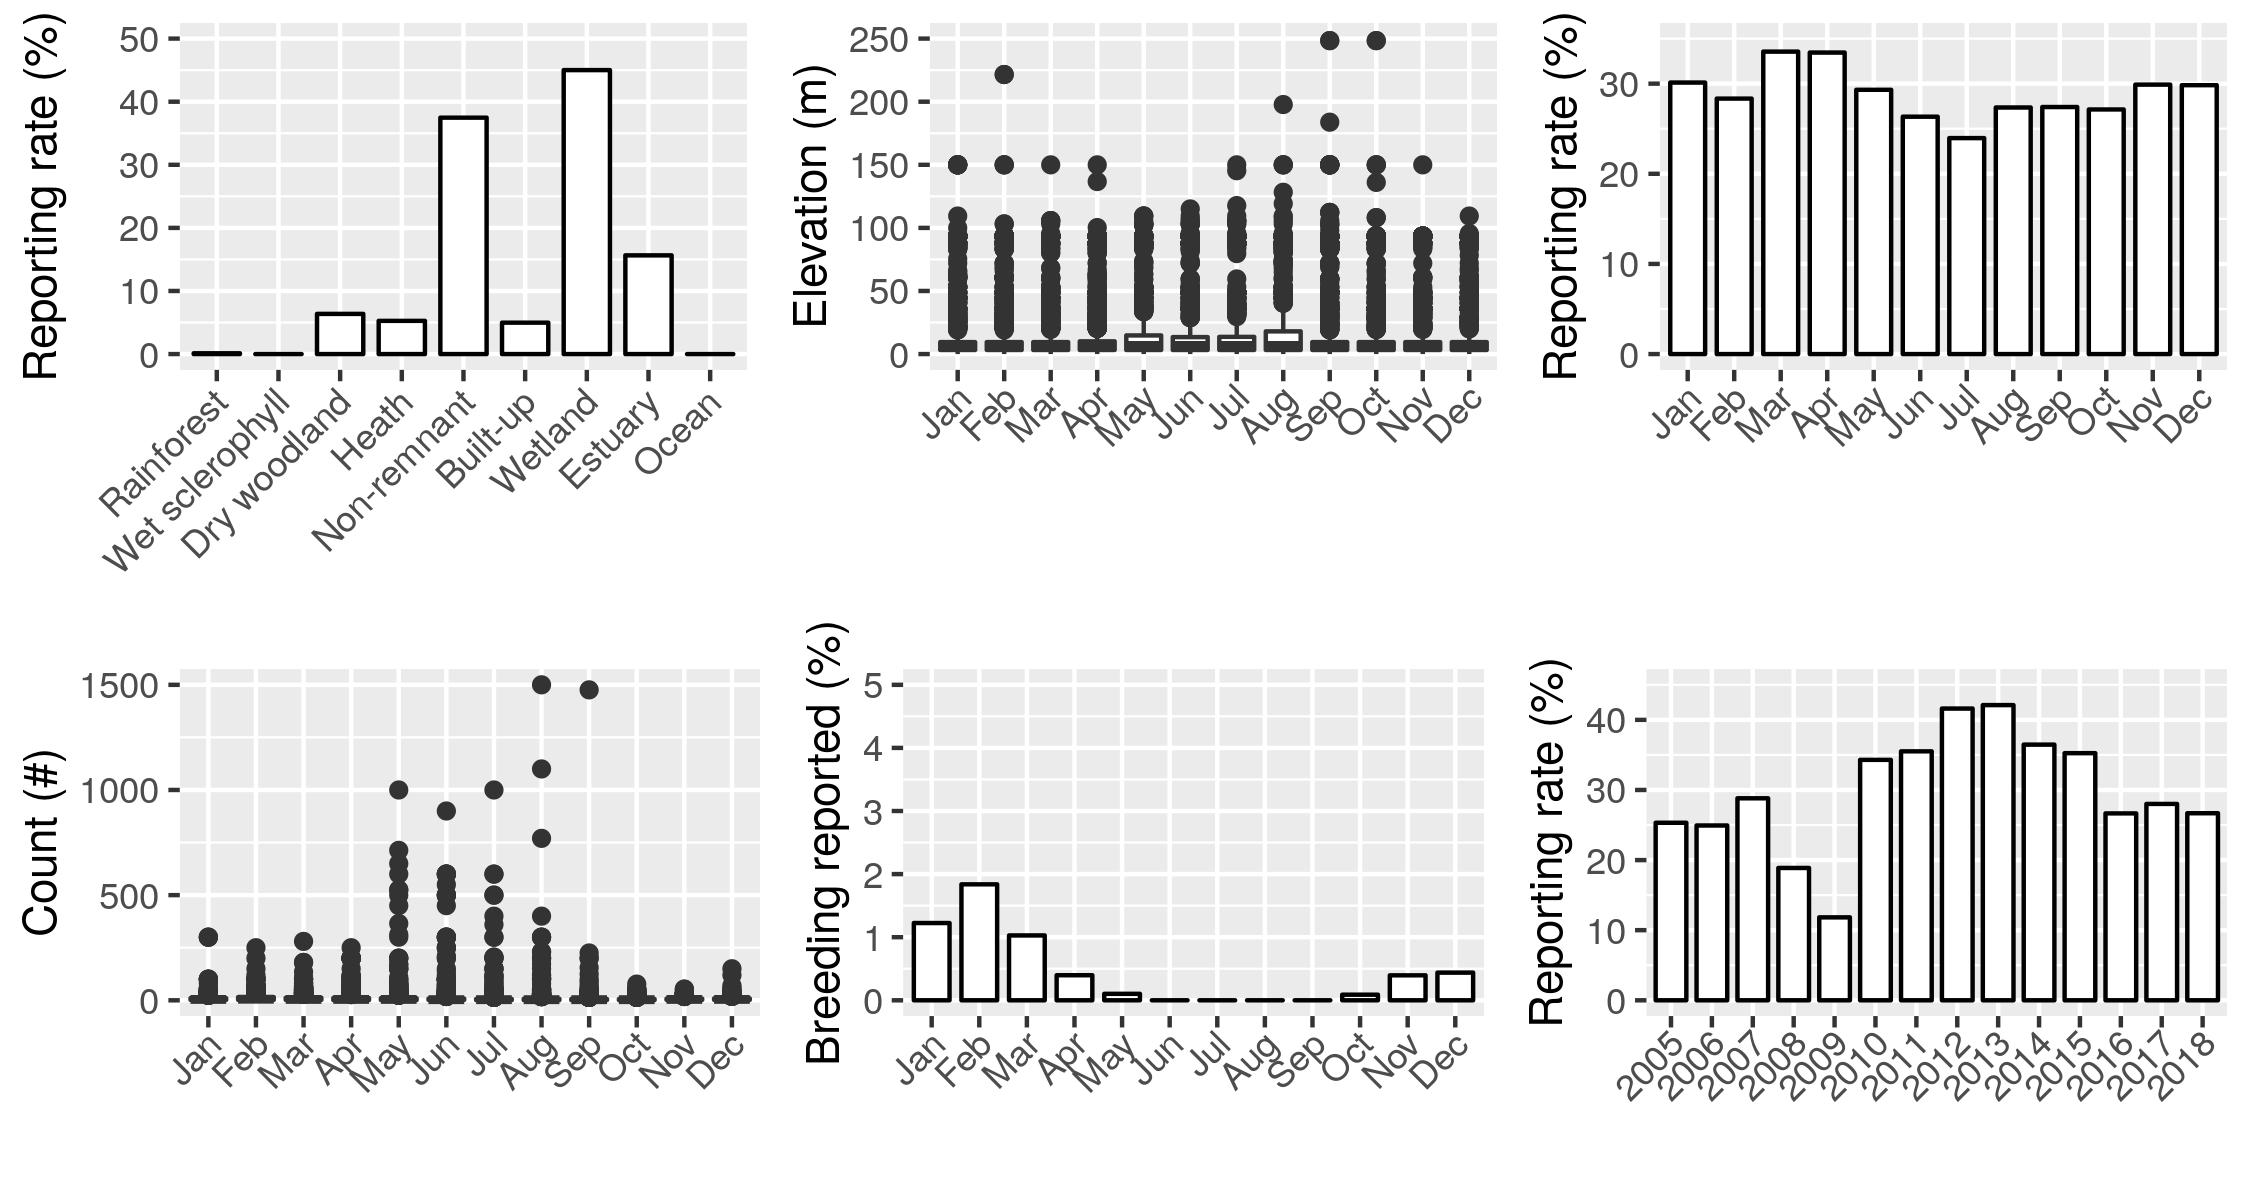 Reporting rate (%)
50
40
30
20
10
0
Rainforest
Wet sclerophyll
Dry woodland
Heath
Non-remnant
Built-up
Wetland
Estuary
Ocean
Elevation (m)
250
200
150
100
50
0
Jan
Feb
Mar
Apr
May
Jun
Jul
Aug
Sep
Oct
Nov
Dec
Reporting rate (%)
30
20
10
0
Jan
Feb
Mar
Apr
May
Jun
Jul
Aug
Sep
Oct
Nov
Dec
Count (#)
1500
1000
500
0
Jan
Feb
Mar
Apr
May
Jun
Jul
Aug
Sep
Oct
Nov
Dec
Breeding reported (%)
5
4
3
2
1
0
Jan
Feb
Mar
Apr
May
Jun
Jul
Aug
Sep
Oct
Nov
Dec
Reporting rate (%)
40
30
20
10
0
2005
2006
2007
2008
2009
2010
2011
2012
2013
2014
2015
2016
2017
2018